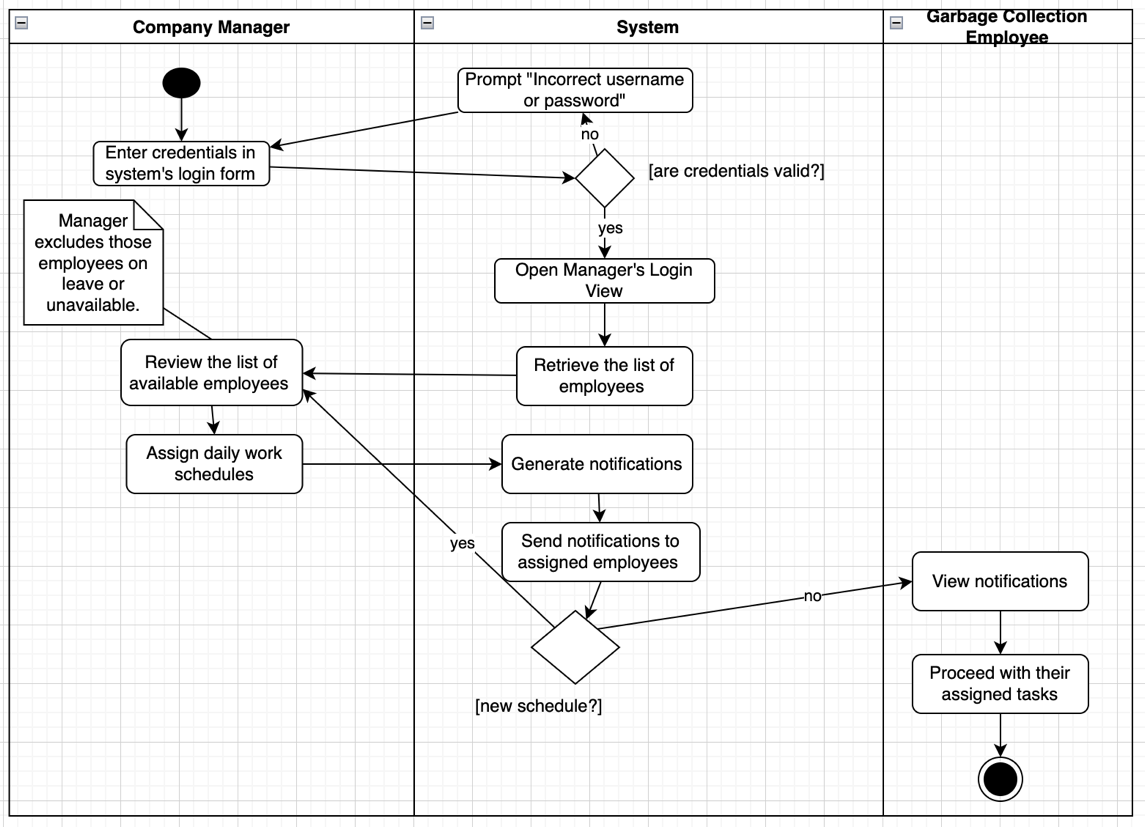 Company Manager
System
Garbage Collection
Employee
Prompt "Incorrect username
or password"
no
Enter credentials in
system's login form
[are credentials valid?]
Manager
excludes those
employees on
leave or
unavailable.
yes
Open Manager's Login
View
Review the list of
available employees
Retrieve the list of
employees
Assign daily work
schedules
Generate notifications
yes
Send notifications to
assigned employees
no
View notifications
[new schedule?]
Proceed with their
assigned tasks